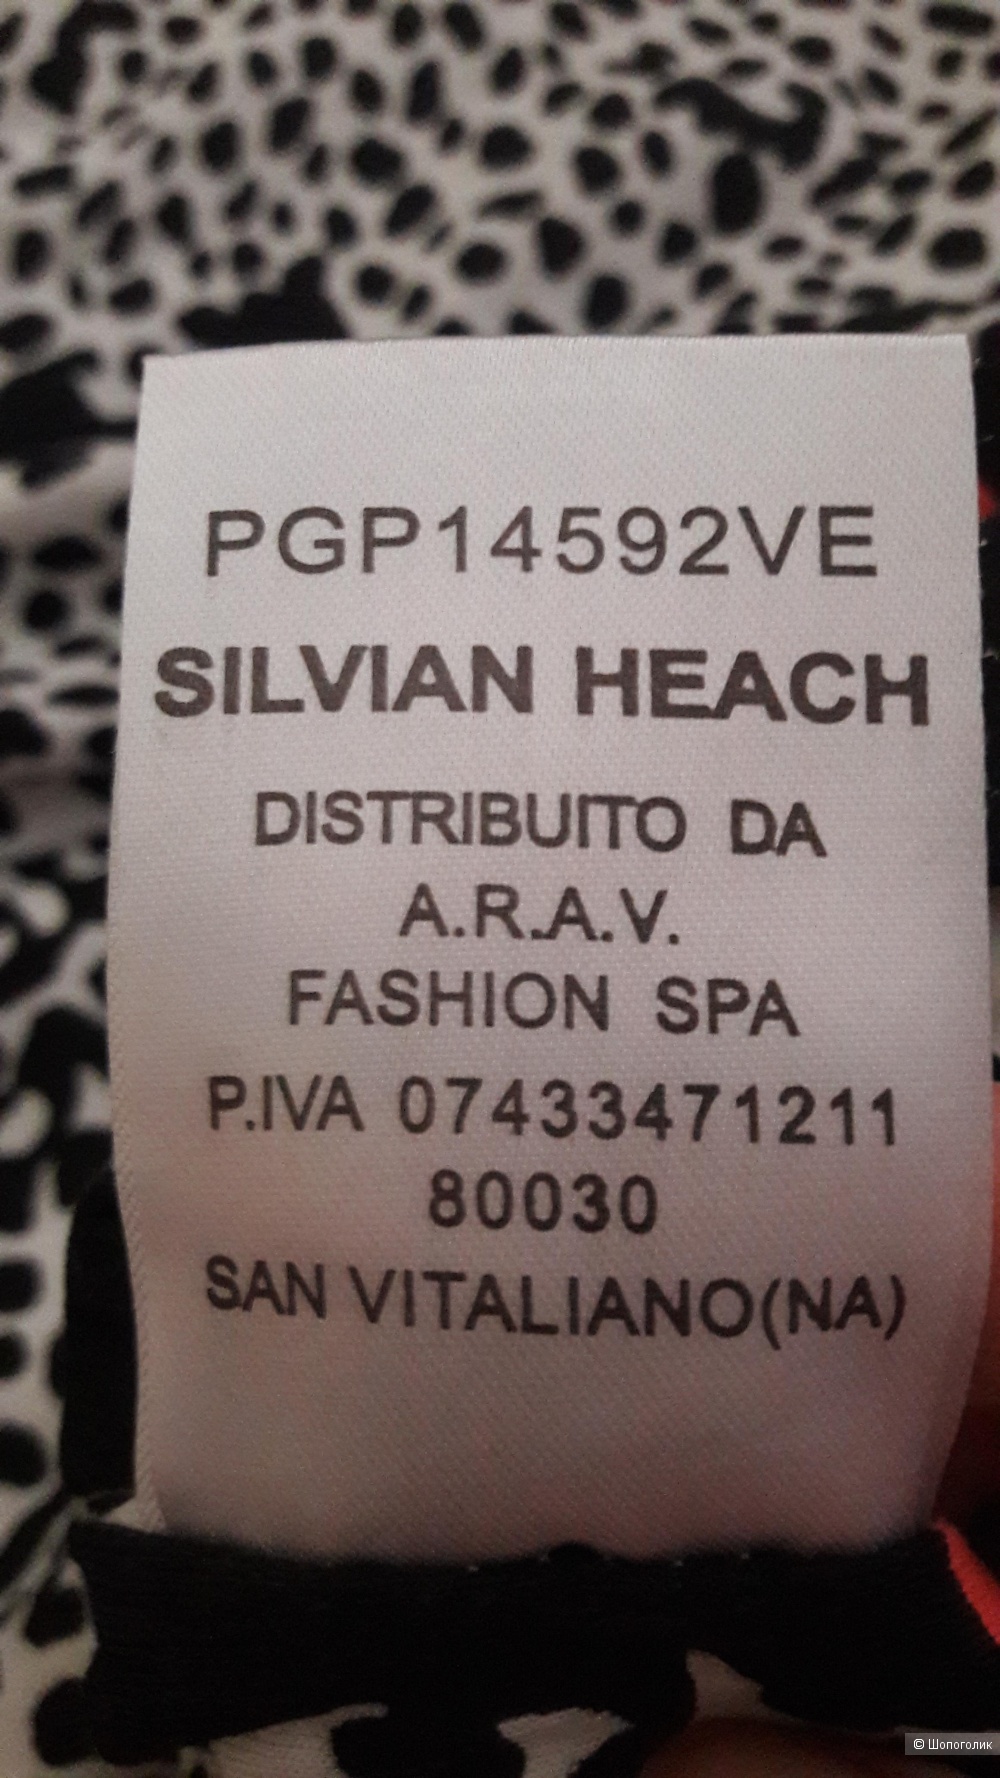 PGP14592VE
SILVIAN HEACH
DISTRIBUITO DA
A.R.A.V.
FASHION SPA
P.IVA 07433471211
80030
SAN VITALIANO(NA)
© Шопоголик